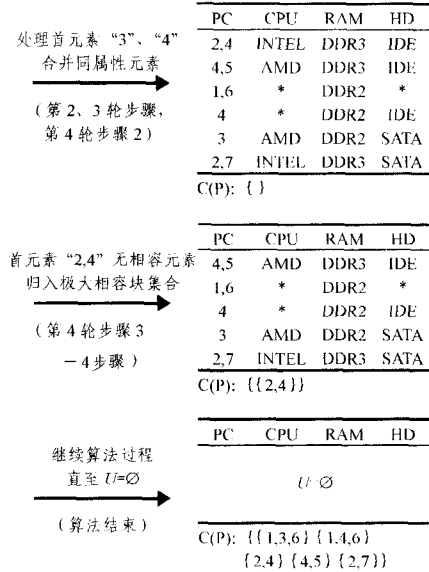 处理首元素“3”、“4”
合并同属性元素
（第2、3轮步骤，
第4轮步骤2）
PC CPU RAM HD
2,4 INTEL DDR3 IDE
4,5 AMD DDR3 IDE
1,6 * DDR2 *
4 * DDR2 IDE
3 AMD DDR2 SATA
2,7 INTEL DDR3 SATA
C(P): { }
首元素“2,4”无相容元素
归入极大相容块集合
（第4轮步骤3
－4步骤）
PC CPU RAM HD
4,5 AMD DDR3 IDE
1,6 * DDR2 *
4 * DDR2 IDE
3 AMD DDR2 SATA
2,7 INTEL DDR3 SATA
C(P): {{2,4}}
继续算法过程
直至 U=∅
（算法结束）
PC CPU RAM HD
U=∅
C(P): {{1,3,6}{1,4,6}
{2,4}{4,5}{2,7}}